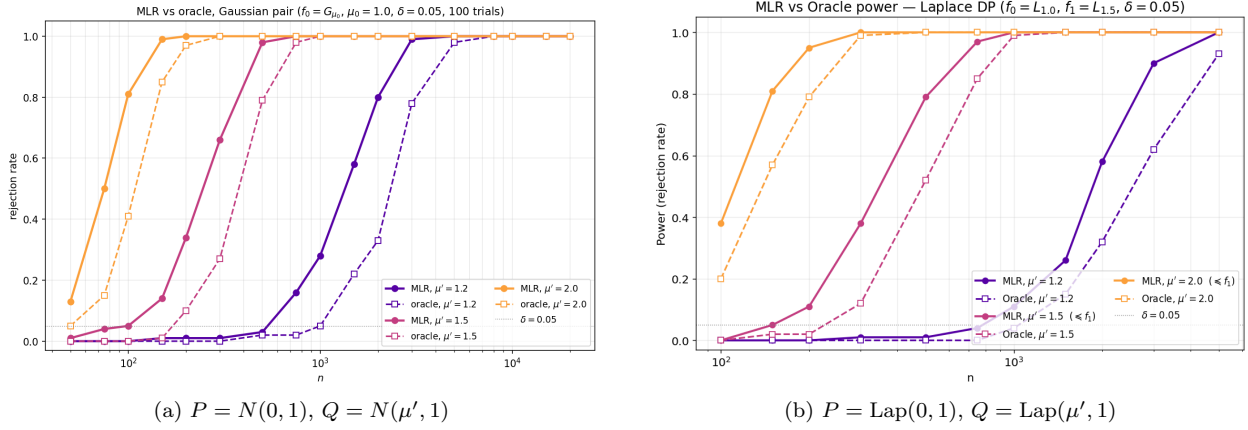 MLR vs oracle, Gaussian pair (f₀ = G_μ₀, μ₀ = 1.0, δ = 0.05, 100 trials)
rejection rate
1.0
0.8
0.6
0.4
0.2
0.0
10²
10³
10⁴
n
MLR, μ′ = 1.2
oracle, μ′ = 1.2
MLR, μ′ = 1.5
oracle, μ′ = 1.5
MLR, μ′ = 2.0
oracle, μ′ = 2.0
δ = 0.05
(a) P = N(0, 1), Q = N(μ′, 1)
MLR vs Oracle power — Laplace DP (f₀ = L₁.₀, f₁ = L₁.₅, δ = 0.05)
Power (rejection rate)
1.0
0.8
0.6
0.4
0.2
0.0
10²
10³
n
MLR, μ′ = 1.2
Oracle, μ′ = 1.2
MLR, μ′ = 1.5 (≼ f₁)
Oracle, μ′ = 1.5
MLR, μ′ = 2.0 (≼ f₁)
Oracle, μ′ = 2.0
δ = 0.05
(b) P = Lap(0, 1), Q = Lap(μ′, 1)